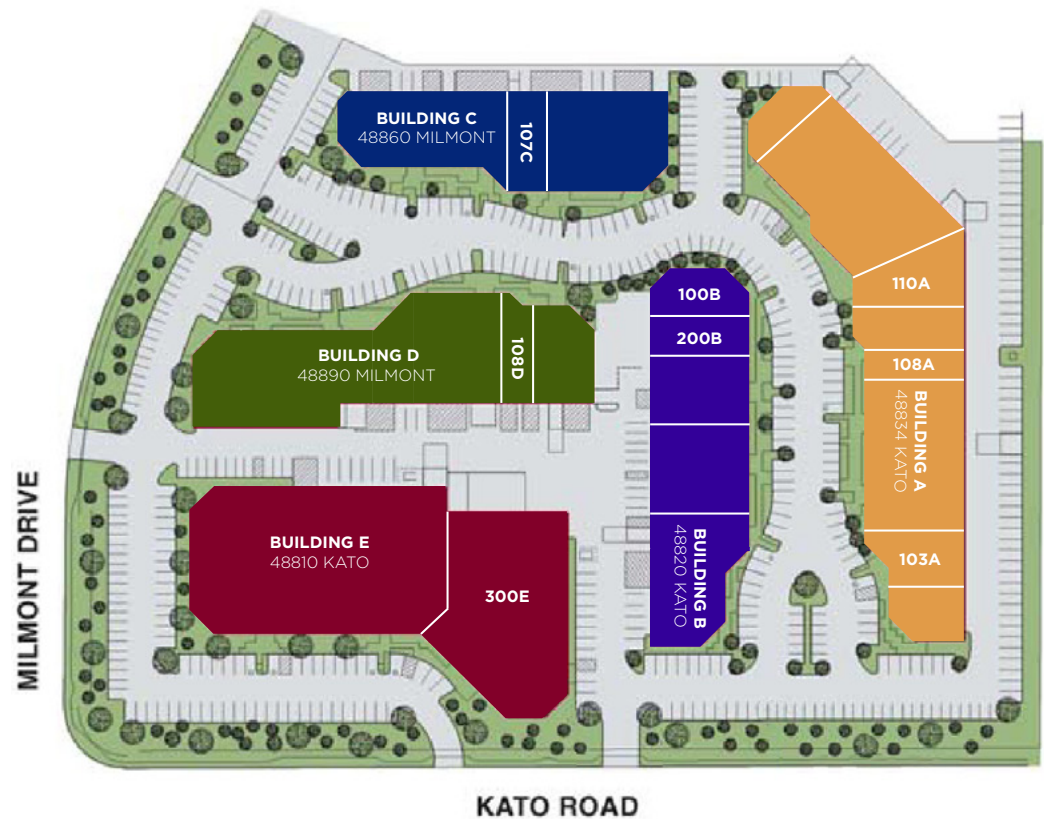 BUILDING C
48860 MILMONT
107C
110A
100B
200B
108A
BUILDING D
48890 MILMONT
108D
BUILDING A
48834 KATO
BUILDING E
48810 KATO
300E
BUILDING B
48820 KATO
103A
MILMONT DRIVE
KATO ROAD